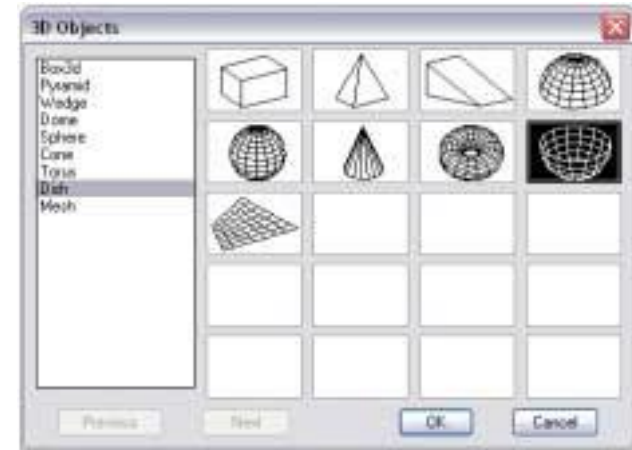 3D Objects
Box3d
Pyramid
Wedge
Dome
Sphere
Cone
Torus
Dish
Mesh
Previous
Next
OK
Cancel